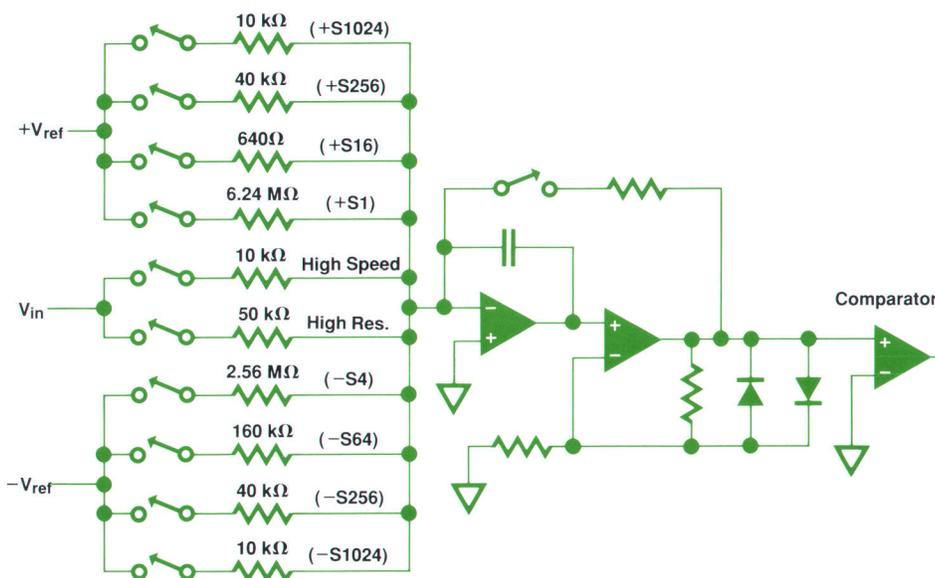 10 kΩ (+S1024)
40 kΩ (+S256)
+Vref
640Ω (+S16)
6.24 MΩ (+S1)
10 kΩ High Speed
Vin
50 kΩ High Res.
Comparator
2.56 MΩ (−S4)
160 kΩ (−S64)
−Vref
40 kΩ (−S256)
10 kΩ (−S1024)
− + + − + −